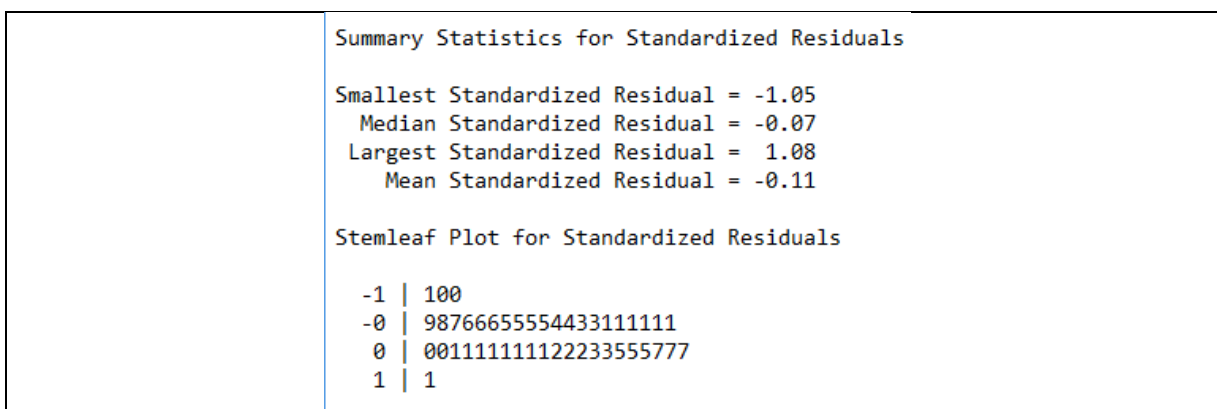 Summary Statistics for Standardized Residuals
Smallest Standardized Residual = -1.05
Median Standardized Residual = -0.07
Largest Standardized Residual = 1.08
Mean Standardized Residual = -0.11
Stemleaf Plot for Standardized Residuals
-1 | 100
-0 | 98766655554433111111
0 | 001111111122233555777
1 | 1